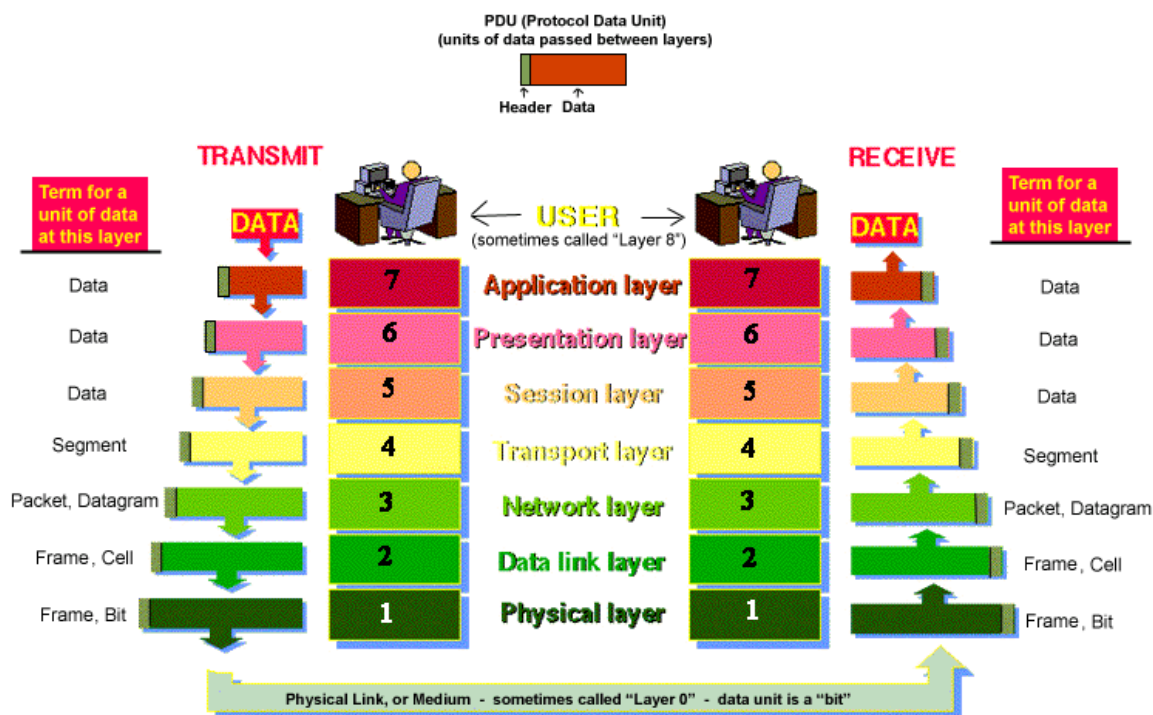 PDU (Protocol Data Unit)
(units of data passed between layers)
Header Data
TRANSMIT
RECEIVE
Term for a
unit of data
at this layer
DATA
USER
(sometimes called “Layer 8”)
DATA
Term for a
unit of data
at this layer
Data 7 Application layer 7 Data
Data 6 Presentation layer 6 Data
Data 5 Session layer 5 Data
Segment 4 Transport layer 4 Segment
Packet, Datagram 3 Network layer 3 Packet, Datagram
Frame, Cell 2 Data link layer 2 Frame, Cell
Frame, Bit 1 Physical layer 1 Frame, Bit
Physical Link, or Medium - sometimes called “Layer 0” - data unit is a “bit”